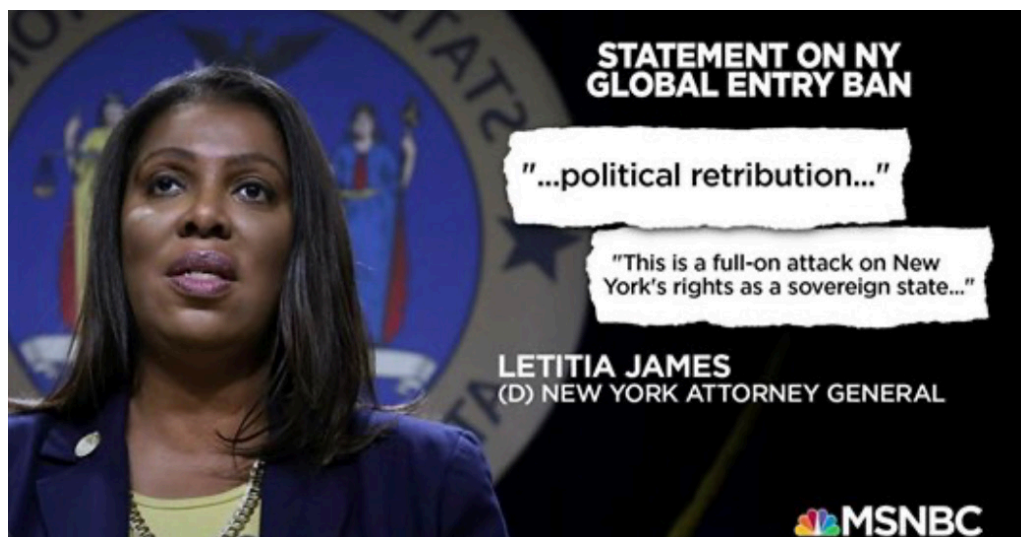 STATEMENT ON NY
GLOBAL ENTRY BAN
"...political retribution..."
"This is a full-on attack on New
York's rights as a sovereign state..."
LETITIA JAMES
(D) NEW YORK ATTORNEY GENERAL
MSNBC
STATE